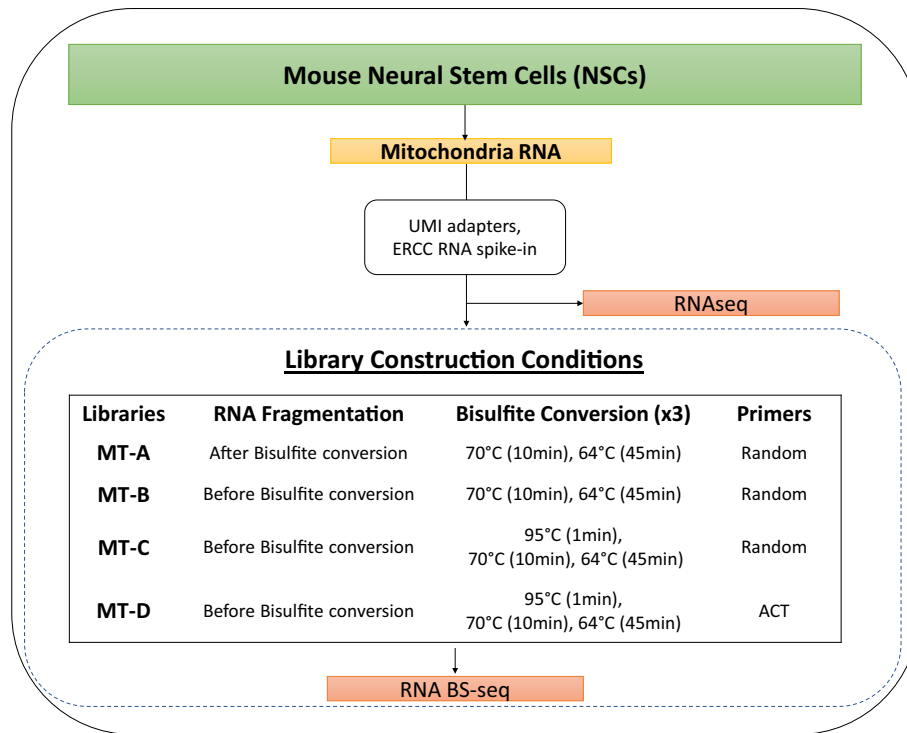 Mouse Neural Stem Cells (NSCs)
Mitochondria RNA
UMI adapters,
ERCC RNA spike-in
RNAseq
Library Construction Conditions
Libraries RNA Fragmentation Bisulfite Conversion (x3) Primers
MT-A After Bisulfite conversion 70°C (10min), 64°C (45min) Random
MT-B Before Bisulfite conversion 70°C (10min), 64°C (45min) Random
MT-C Before Bisulfite conversion 95°C (1min),
70°C (10min), 64°C (45min) Random
MT-D Before Bisulfite conversion 95°C (1min),
70°C (10min), 64°C (45min) ACT
RNA BS-seq